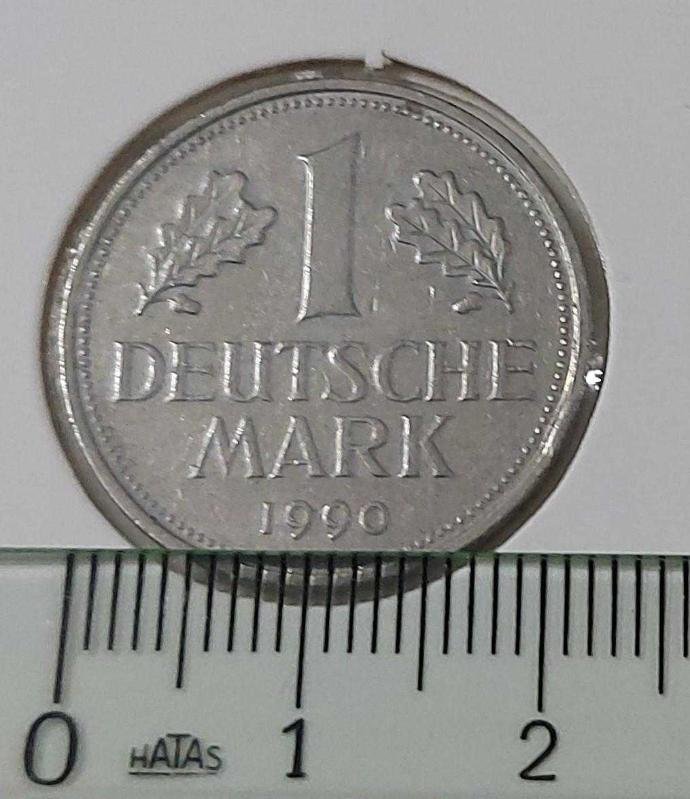 1
DEUTSCHE
MARK
1990
0 HATAS 1 2